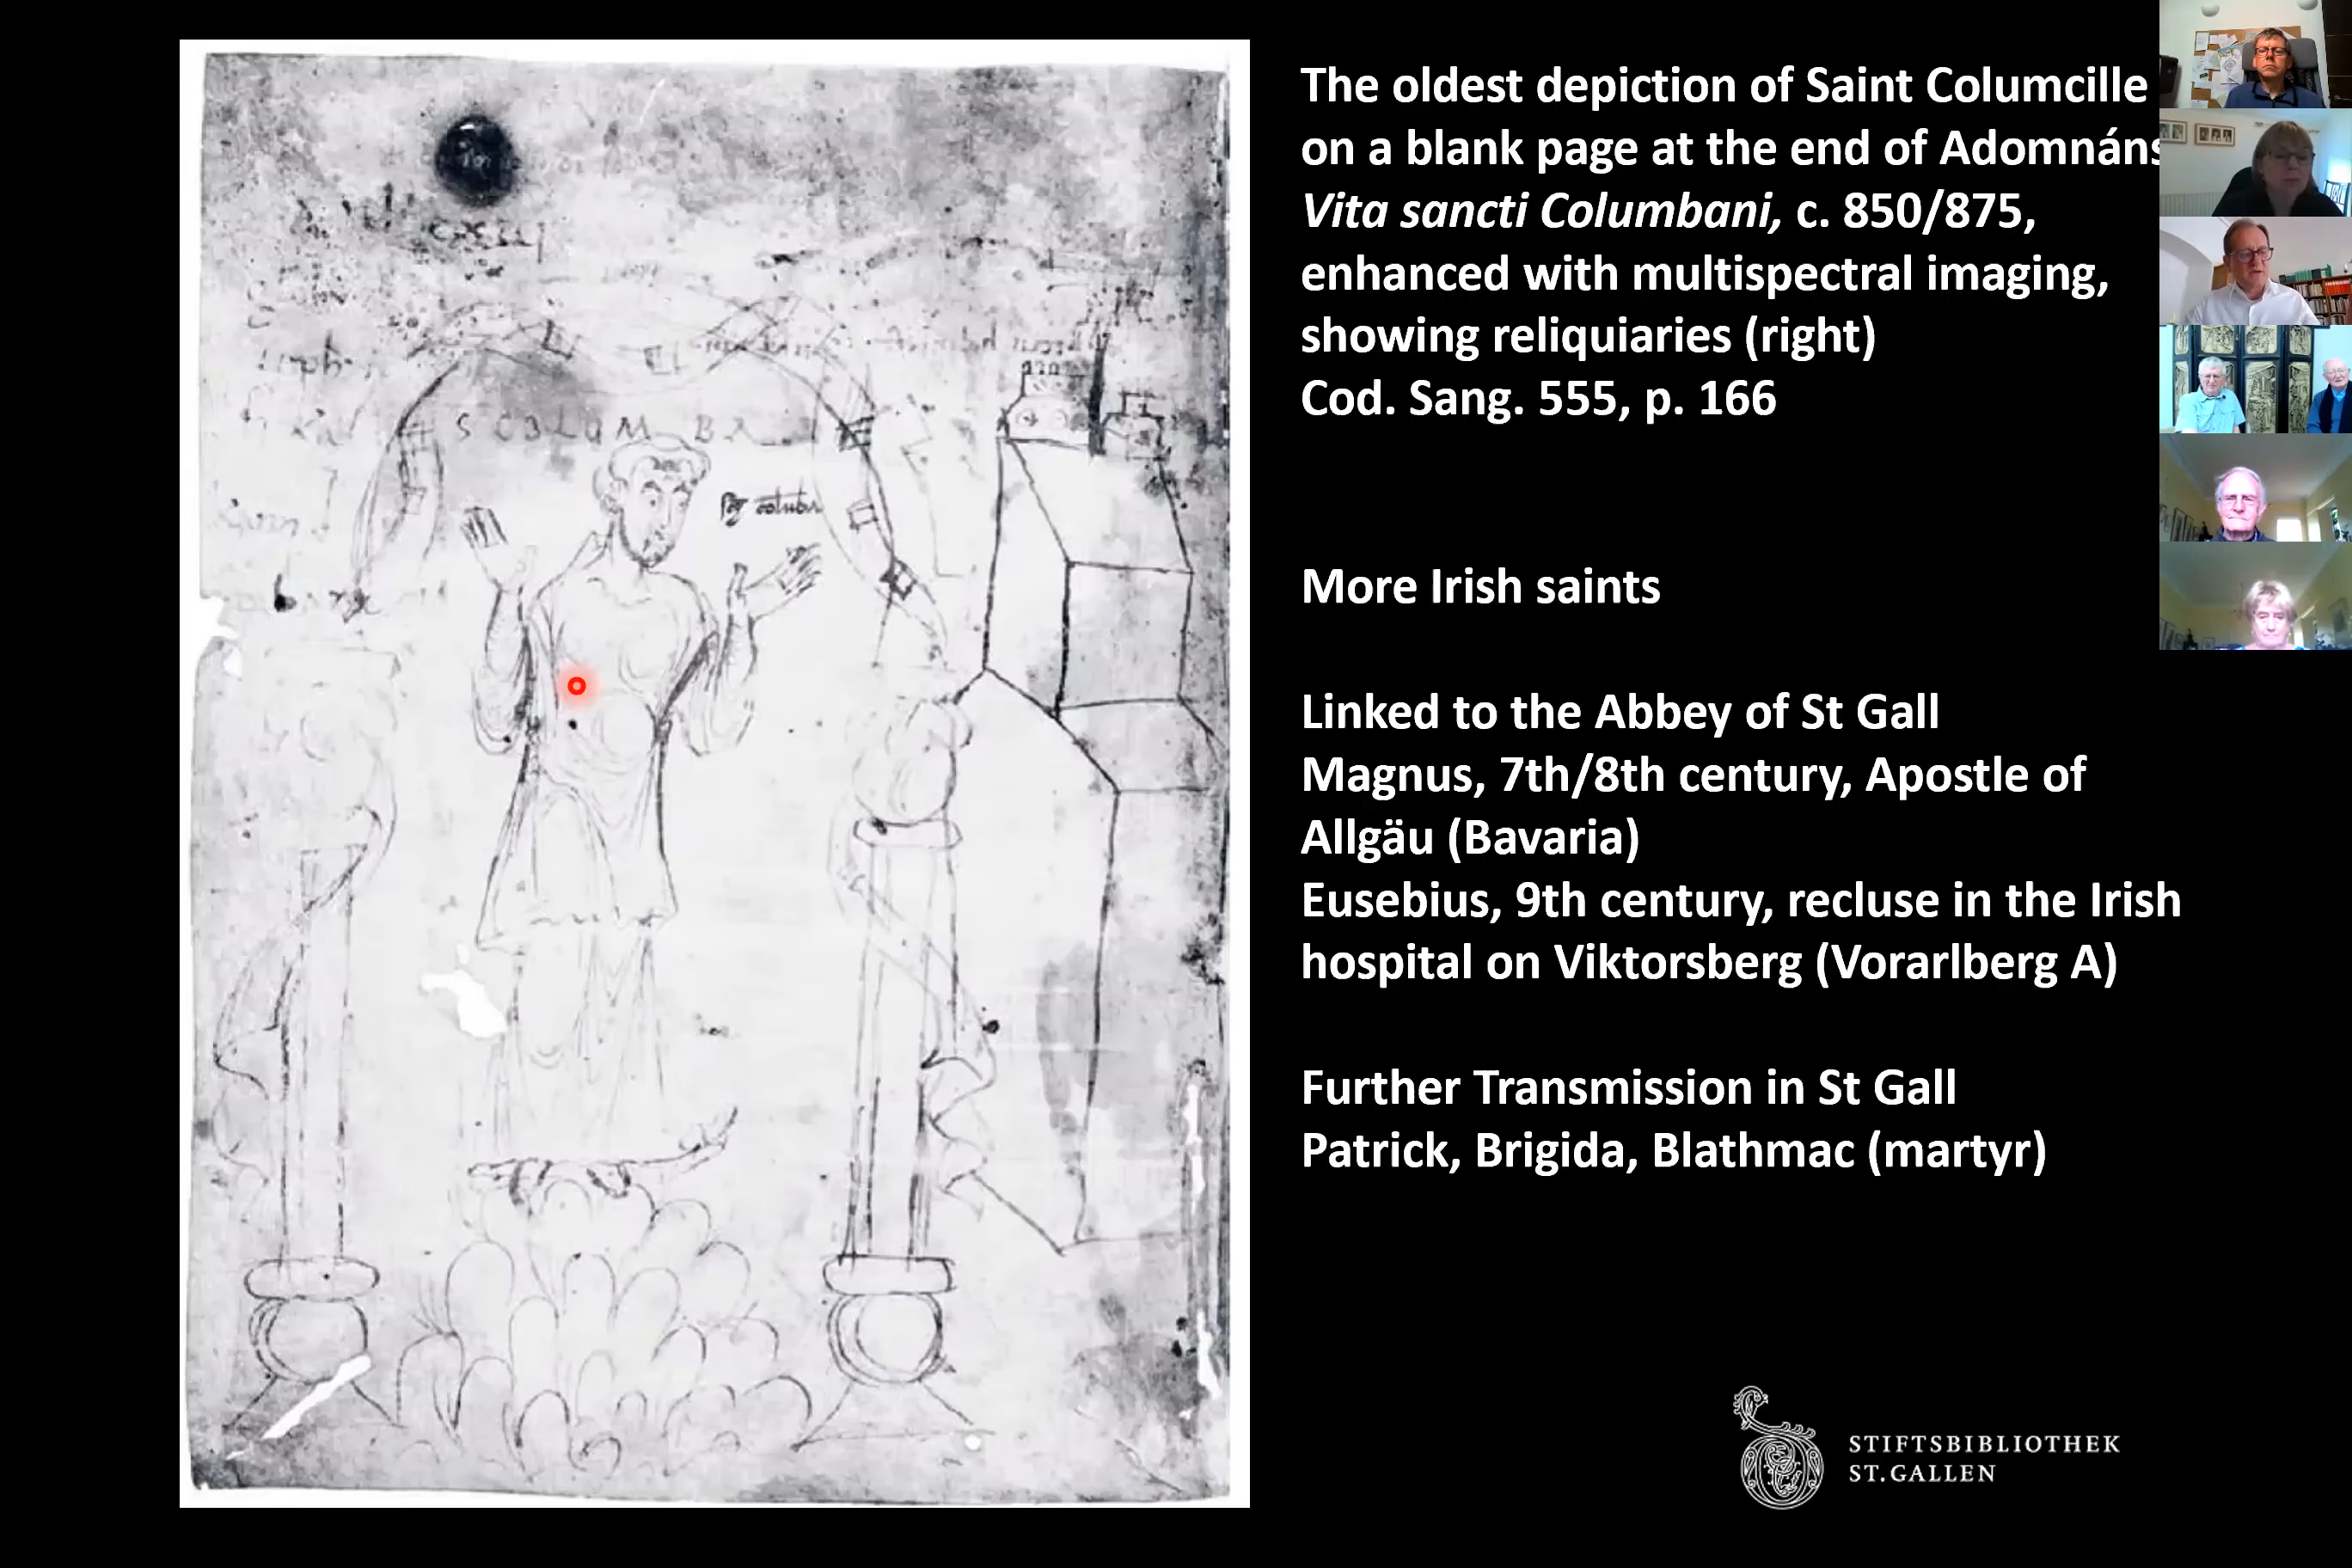 S COLUM BA
The oldest depiction of Saint Columcille
on a blank page at the end of Adomnáns
Vita sancti Columbani, c. 850/875,
enhanced with multispectral imaging,
showing reliquiaries (right)
Cod. Sang. 555, p. 166
More Irish saints
Linked to the Abbey of St Gall
Magnus, 7th/8th century, Apostle of
Allgäu (Bavaria)
Eusebius, 9th century, recluse in the Irish
hospital on Viktorsberg (Vorarlberg A)
Further Transmission in St Gall
Patrick, Brigida, Blathmac (martyr)
STIFTSBIBLIOTHEK
ST.GALLEN